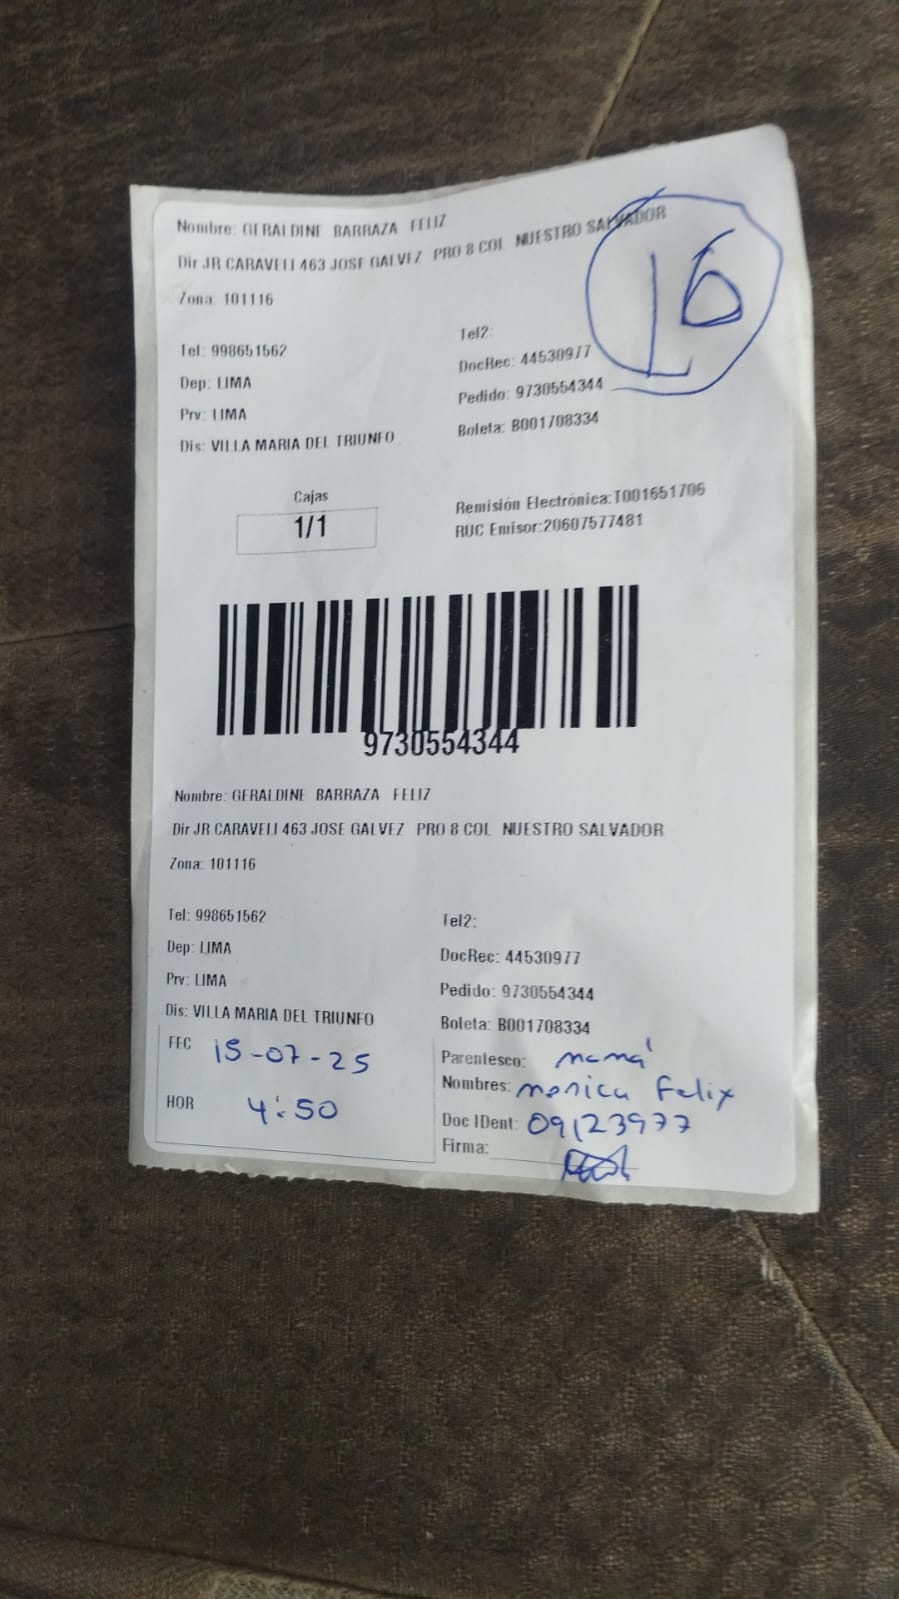 Nombre: GERALDINE BARRAZA FELIZ
Dir JR CARAVELI 463 JOSE GALVEZ PRO 8 COL NUESTRO SALVADOR
16
Zona: 101116
Tel: 998651562
Tel2:
Dep: LIMA
DocRec: 44530977
Prv: LIMA
Pedido: 9730554344
Dis: VILLA MARIA DEL TRIUNFO
Boleta: B001708334
Cajas
1/1
Remisión Electrónica:T001651706
RUC Emisor:20607577481
9730554344
Nombre: GERALDINE BARRAZA FELIZ
Dir JR CARAVELI 463 JOSE GALVEZ PRO 8 COL NUESTRO SALVADOR
Zona: 101116
Tel: 998651562
Tel2:
Dep: LIMA
DocRec: 44530977
Prv: LIMA
Pedido: 9730554344
Dis: VILLA MARIA DEL TRIUNFO
Boleta: B001708334
FEC 15-07-25
Parentesco: mamá
Nombres: monica Felix
HOR 4:50
Doc IDent: 09123977
Firma: